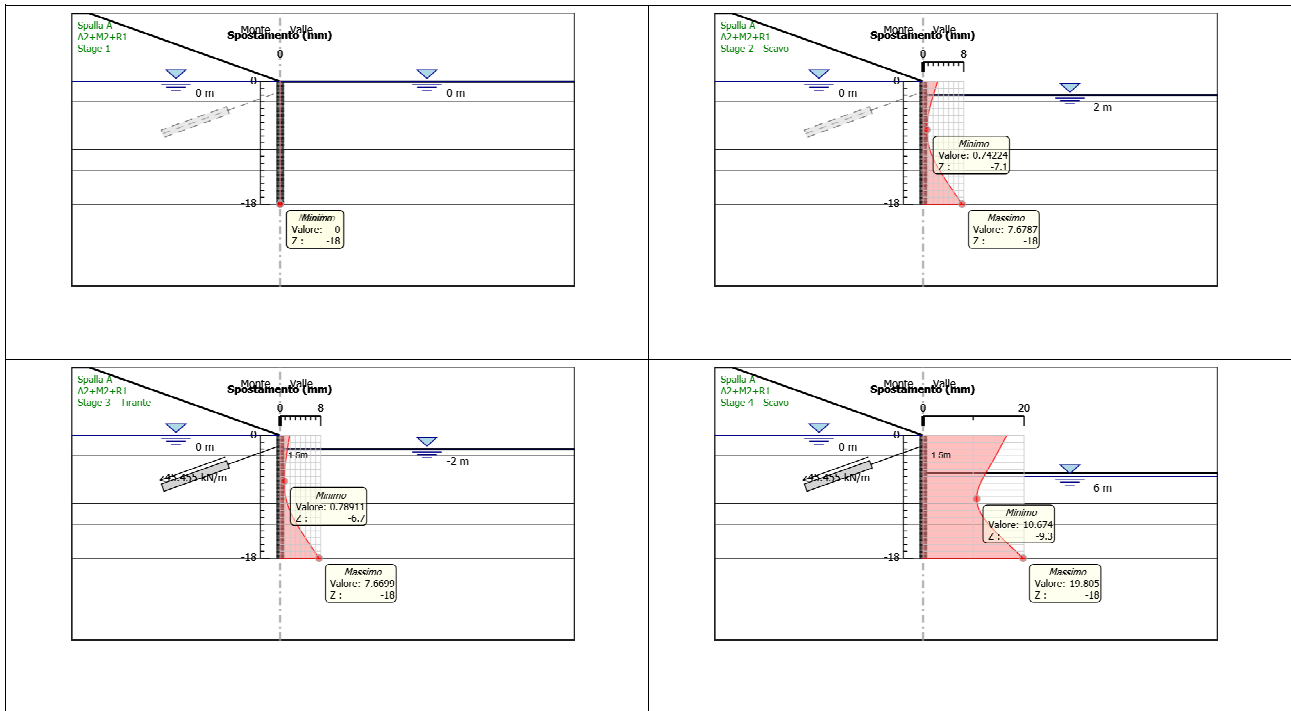 Spalla A
A2+M2+R1
Stage 1
Monte Valle
Spostamento (mm)
0
0
0 m
0 m
-18
Minimo
Valore: 0
Z : -18
Spalla A
A2+M2+R1
Stage 2 - Scavo
Monte Valle
Spostamento (mm)
0 8
0
0 m
2 m
Minimo
Valore: 0.74224
Z : -7.1
-18
Massimo
Valore: 7.6787
Z : -18
Spalla A
A2+M2+R1
Stage 3 - Tirante
Monte Valle
Spostamento (mm)
0 8
0
0 m
1.5m
-2 m
45.455 kN/m
Minimo
Valore: 0.78911
Z : -6.7
-18
Massimo
Valore: 7.6699
Z : -18
Spalla A
A2+M2+R1
Stage 4 - Scavo
Monte Valle
Spostamento (mm)
0 20
0
0 m
1.5m
45.455 kN/m
6 m
Minimo
Valore: 10.674
Z : -9.3
-18
Massimo
Valore: 19.805
Z : -18